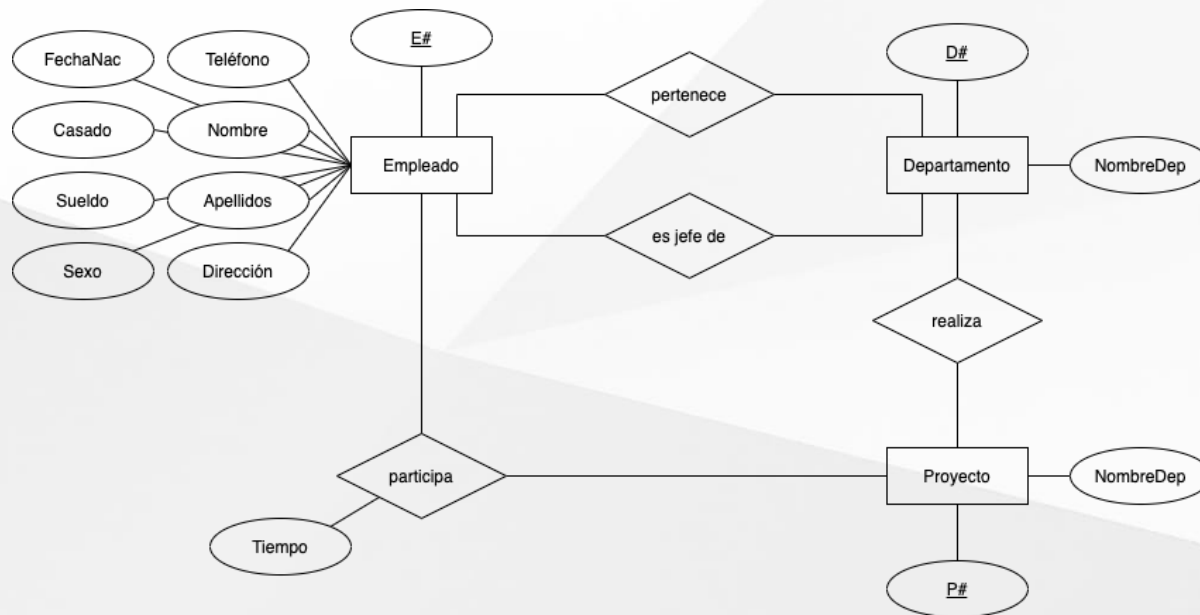 E#
FechaNac
Teléfono
D#
pertenece
Casado
Nombre
Empleado
Departamento
NombreDep
Sueldo
Apellidos
es jefe de
Sexo
Dirección
realiza
participa
Proyecto
NombreDep
Tiempo
P#